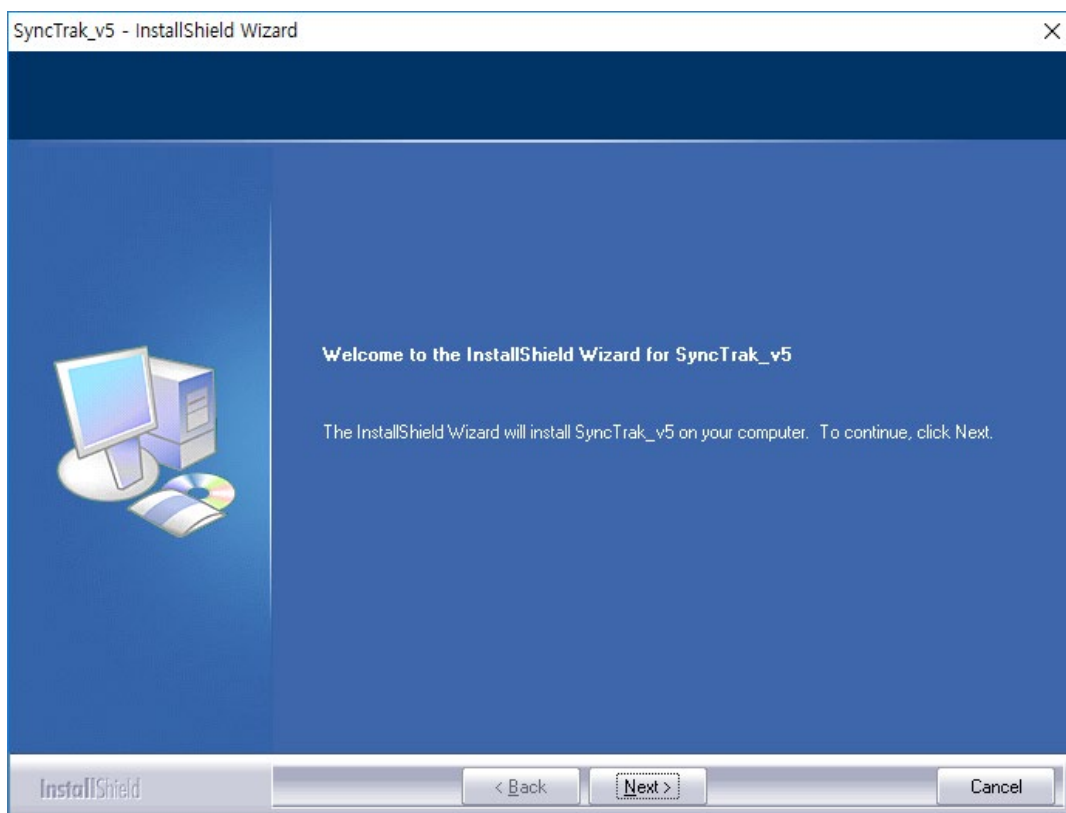 SyncTrak_v5 - InstallShield Wizard
Welcome to the InstallShield Wizard for SyncTrak_v5
The InstallShield Wizard will install SyncTrak_v5 on your computer. To continue, click Next.
InstallShield
< Back
Next >
Cancel